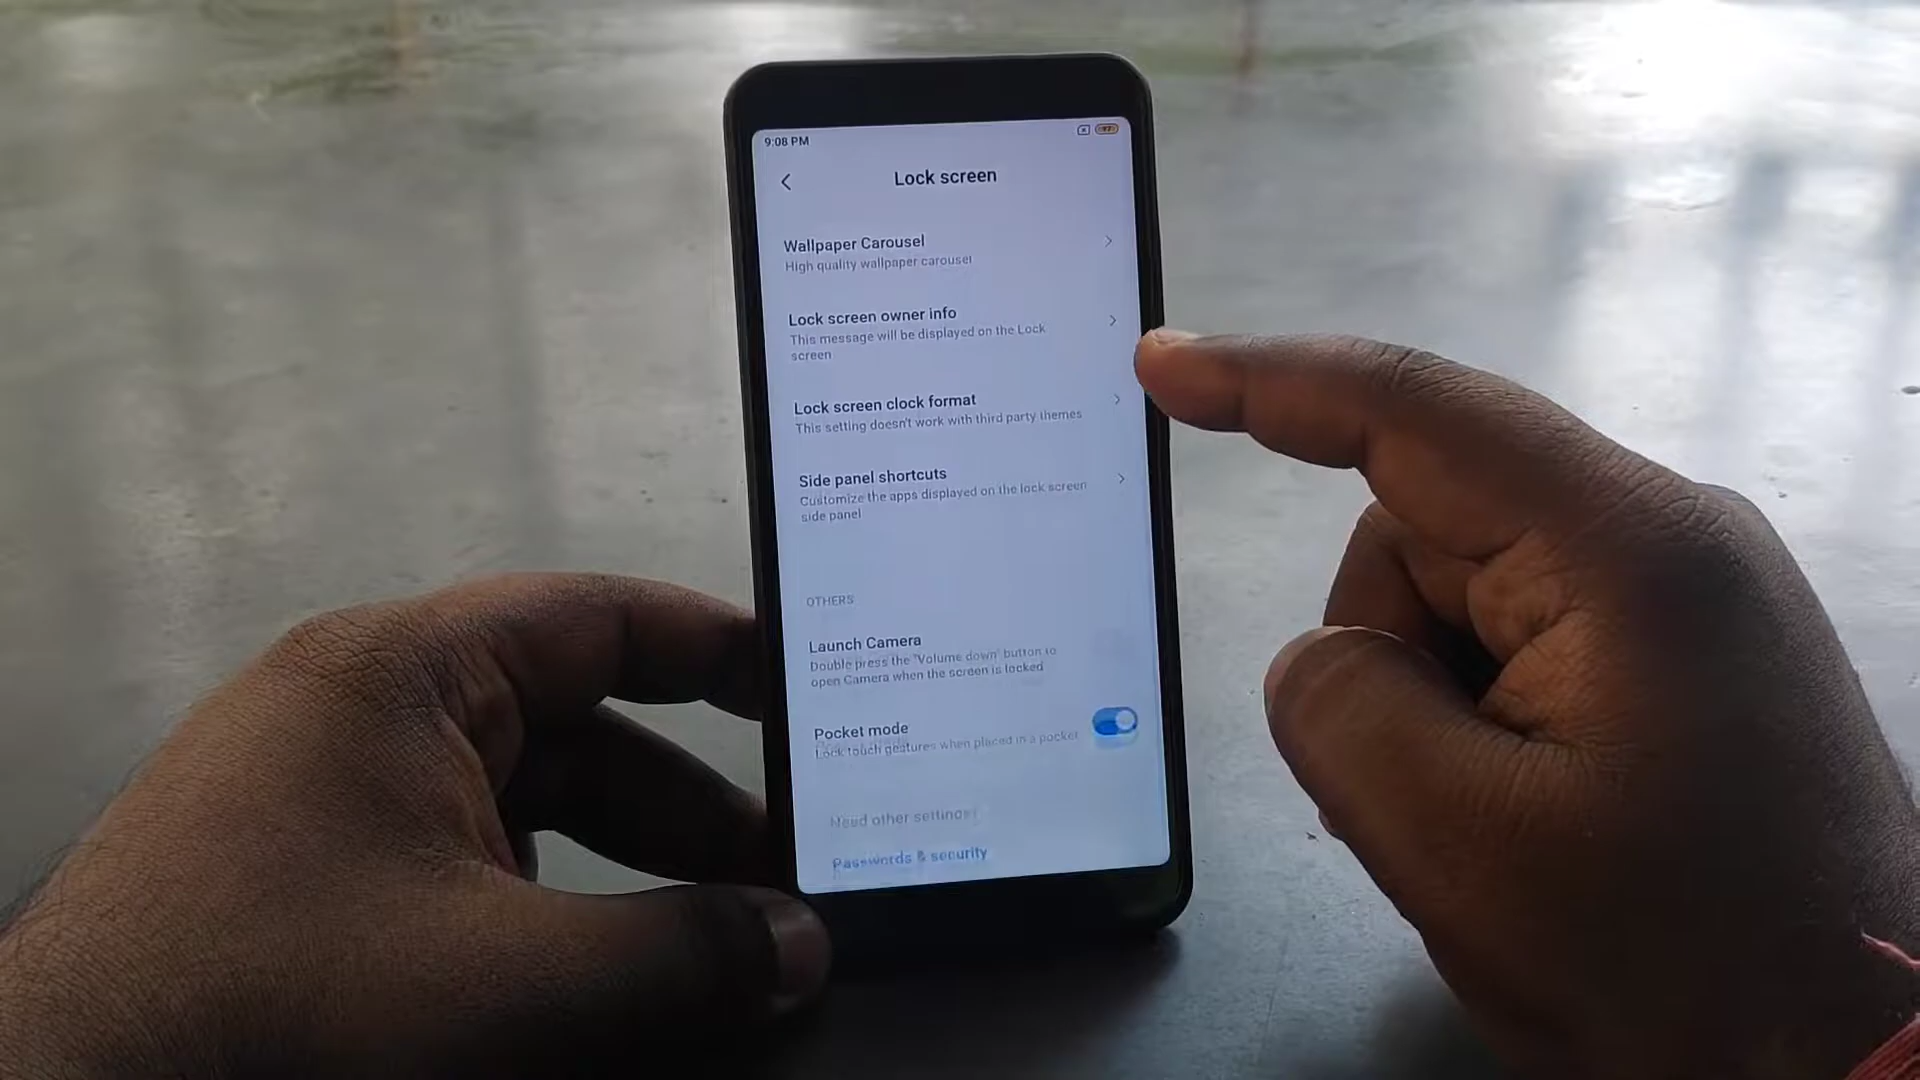 9:08 PM
Lock screen
Wallpaper Carousel
High quality wallpaper carousel
Lock screen owner info
This message will be displayed on the Lock
screen
Lock screen clock format
This setting doesn't work with third party themes
Side panel shortcuts
Customize the apps displayed on the lock screen
side panel
OTHERS
Launch Camera
Double press the "Volume down" button to
open Camera when the screen is locked
Pocket mode
Lock touch gestures when placed in a pocket
Need other settings
Passwords & security